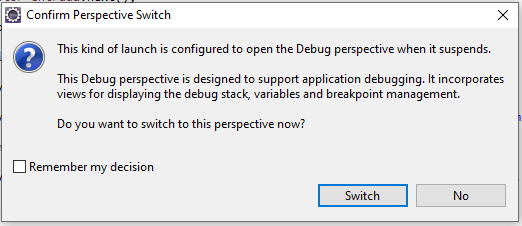 Confirm Perspective Switch
This kind of launch is configured to open the Debug perspective when it suspends.
This Debug perspective is designed to support application debugging. It incorporates
views for displaying the debug stack, variables and breakpoint management.
Do you want to switch to this perspective now?
Remember my decision
Switch
No